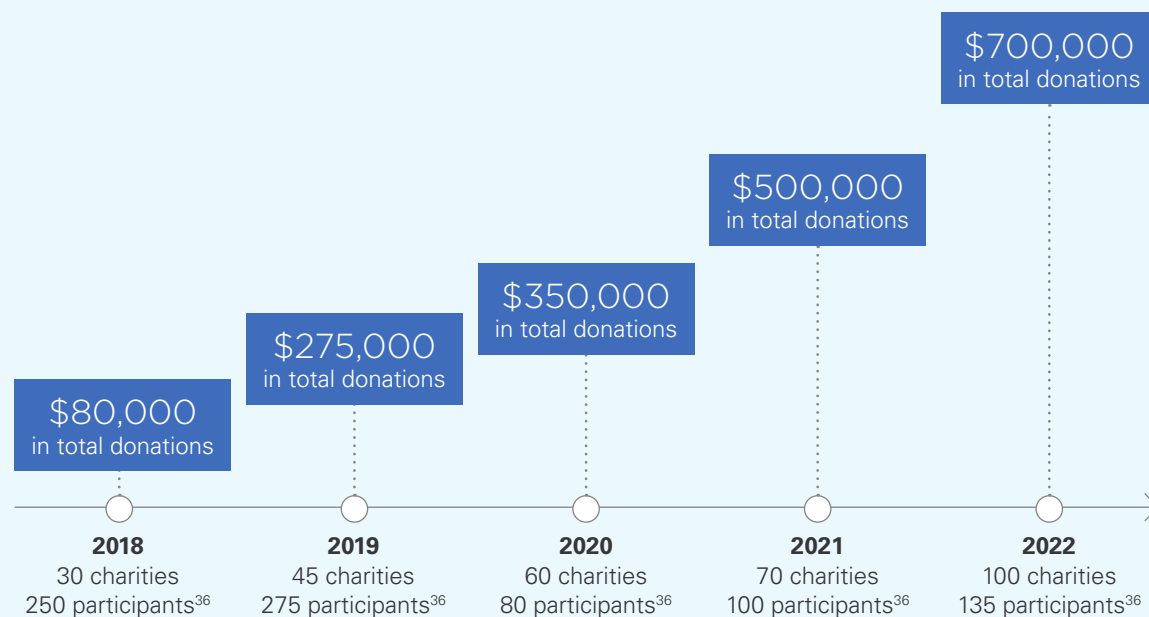 $700,000
in total donations
$500,000
in total donations
$350,000
in total donations
$275,000
in total donations
$80,000
in total donations
2018
30 charities
250 participants³⁶
2019
45 charities
275 participants³⁶
2020
60 charities
80 participants³⁶
2021
70 charities
100 participants³⁶
2022
100 charities
135 participants³⁶